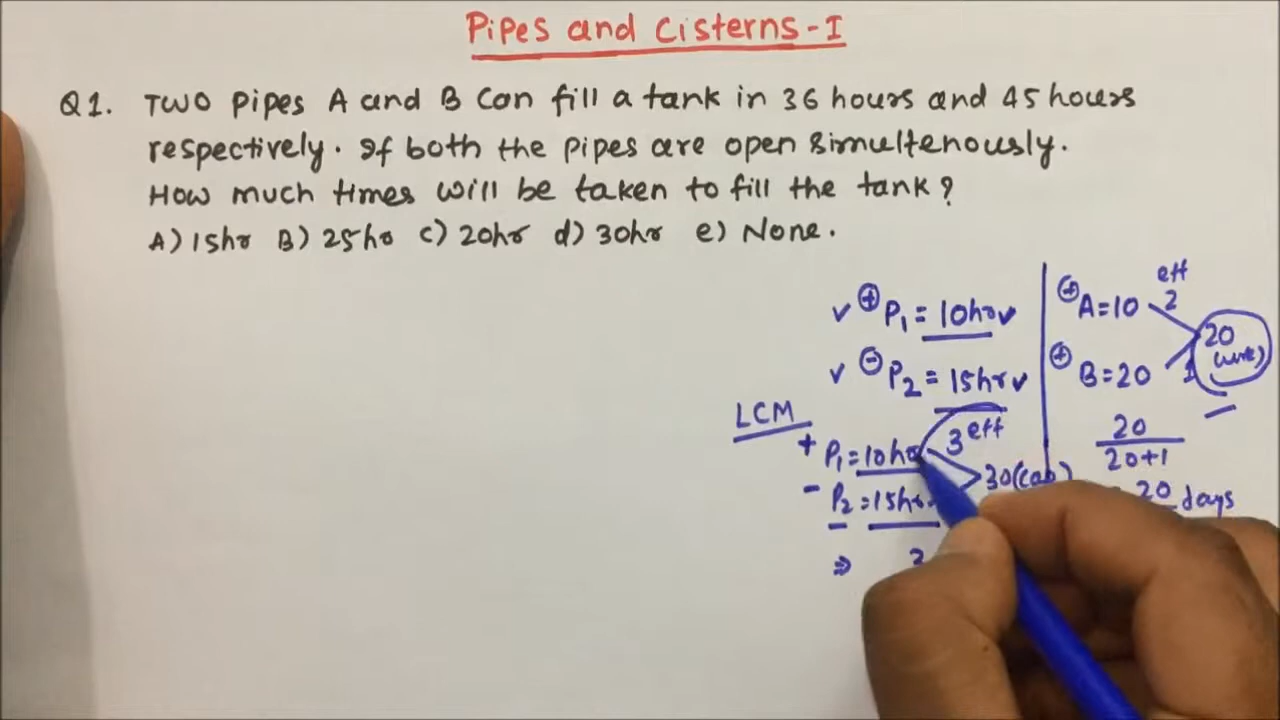 Pipes and Cisterns - I
Q1. Two pipes A and B Can fill a tank in 36 hours and 45 hours
respectively. If both the pipes are open simultenously.
How much times will be taken to fill the tank?
A) 15hr B) 25hr c) 20hr d) 30hr e) None.
✓ ⊕ P1 = 10hr ✓
✓ ⊖ P2 = 15hr ✓
LCM
+ P1 = 10hr 3 eff
30(cap)
- P2 = 15hr
⇒
eff
⊕ A = 10 2
20
(work)
⊕ B = 20 1
20
20+1
20 days